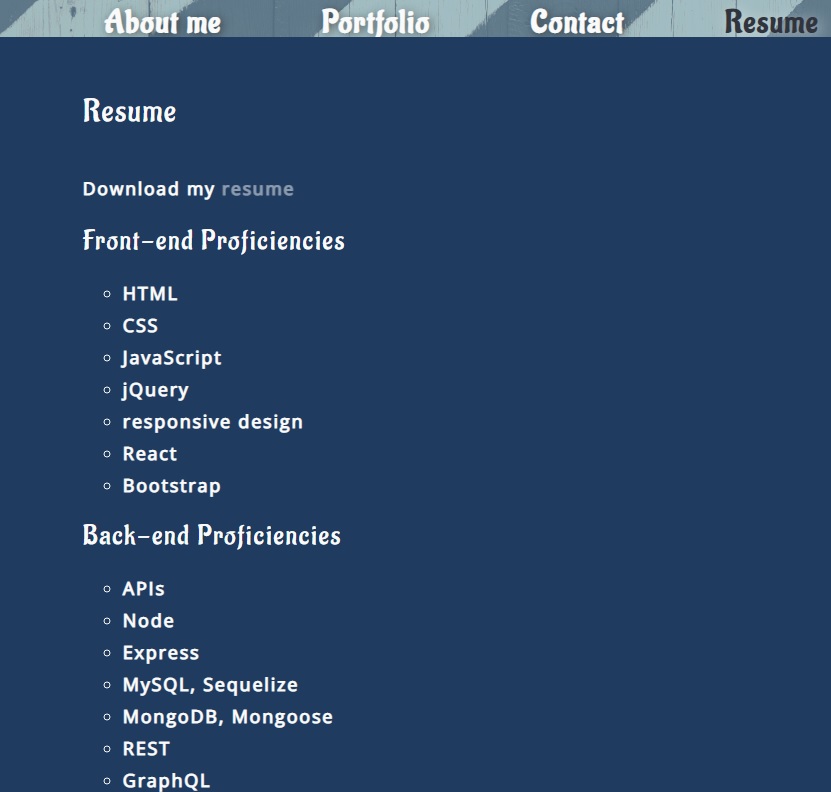 About me Portfolio Contact Resume
Resume
Download my resume
Front-end Proficiencies
HTML
CSS
JavaScript
jQuery
responsive design
React
Bootstrap
Back-end Proficiencies
APIs
Node
Express
MySQL, Sequelize
MongoDB, Mongoose
REST
GraphQL